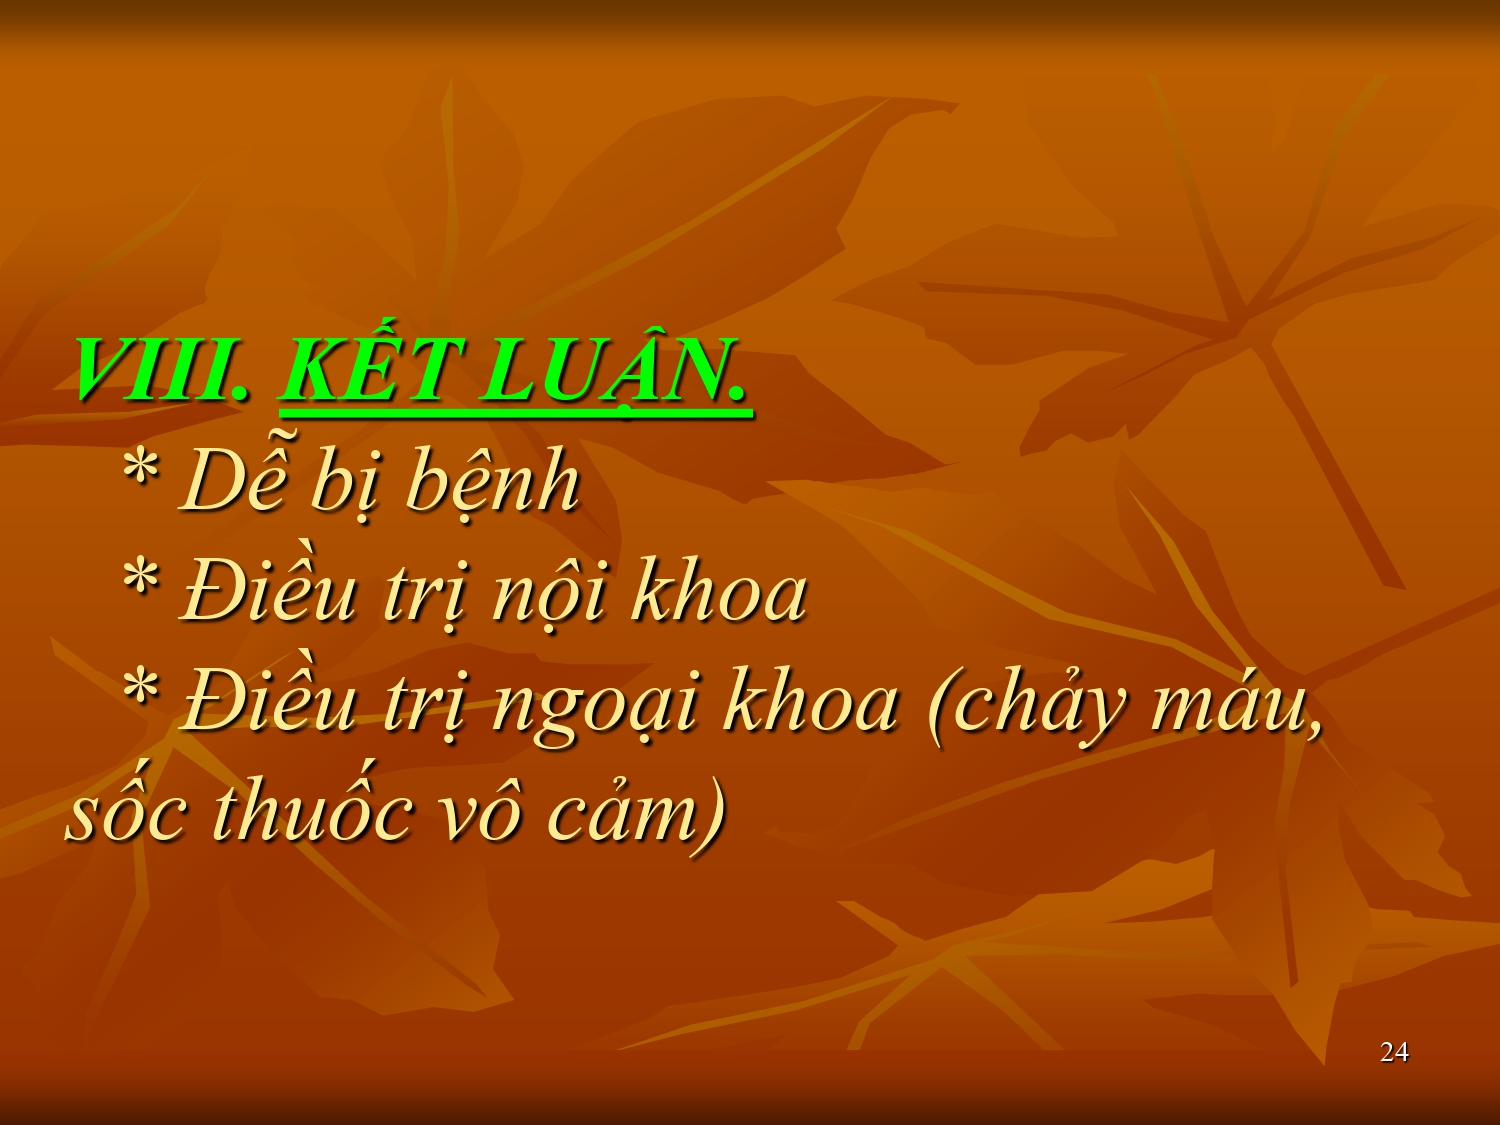 VIII. KẾT LUẬN.
* Dễ bị bệnh
* Điều trị nội khoa
* Điều trị ngoại khoa (chảy máu,
sốc thuốc vô cảm)
24